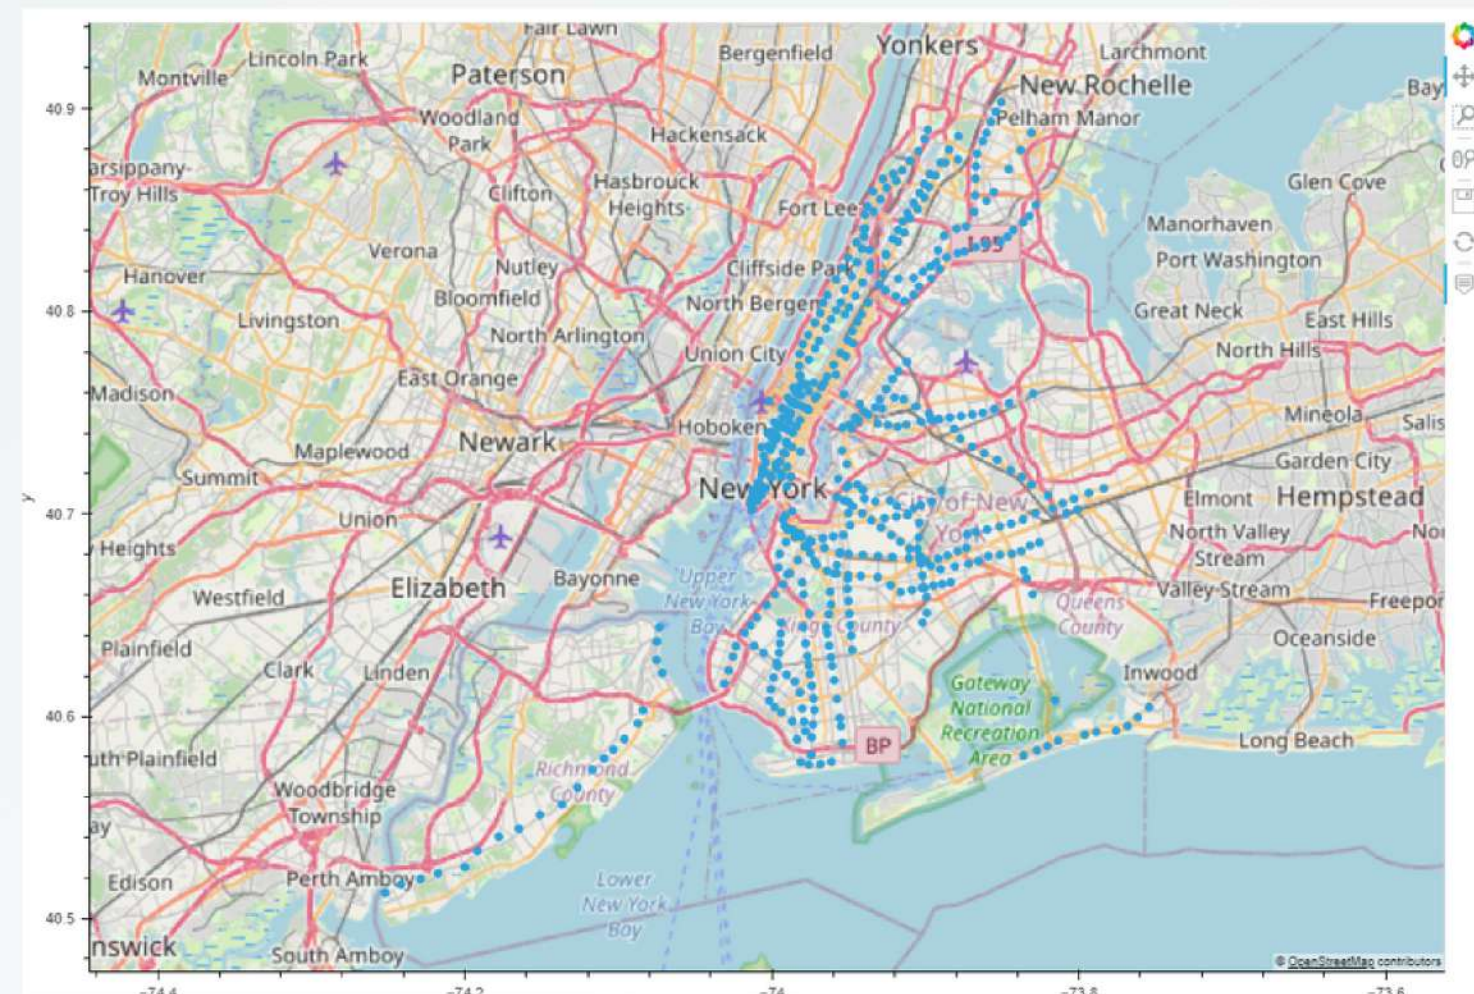 Fair Lawn
Yonkers
Larchmont
Lincoln Park
Bergenfield
Montville
Paterson
New Rochelle
Bay
40.9
Woodland
Park
Hackensack
Pelham Manor
arsippany-
Troy Hills
Clifton
Hasbrouck
Heights
Fort Lee
Glen Cove
Manorhaven
Verona
I 95
Hanover
Nutley
Cliffside Park
Port Washington
Bloomfield
North Bergen
40.8
Livingston
North Arlington
Great Neck
East Hills
Union City
North Hills
Madison
East Orange
Mineola
Salis
Hoboken
Newark
Maplewood
Summit
Garden City
New York
City of New
York
Elmont
Hempstead
y
40.7
Union
North Valley
Stream
Nor
Heights
Elizabeth
Bayonne
Upper
New York
Bay
Valley Stream
Westfield
Queens
County
Freepor
Kings County
Plainfield
Oceanside
Clark
Linden
Inwood
Gateway
National
Recreation
Area
40.6
BP
Long Beach
uth Plainfield
Richmond
County
Woodbridge
Township
ay
Edison
Perth Amboy
Lower
New York
Bay
40.5
nswick
South Amboy
© OpenStreetMap contributors
−74.4
−74.2
−74
−73.8
−73.6